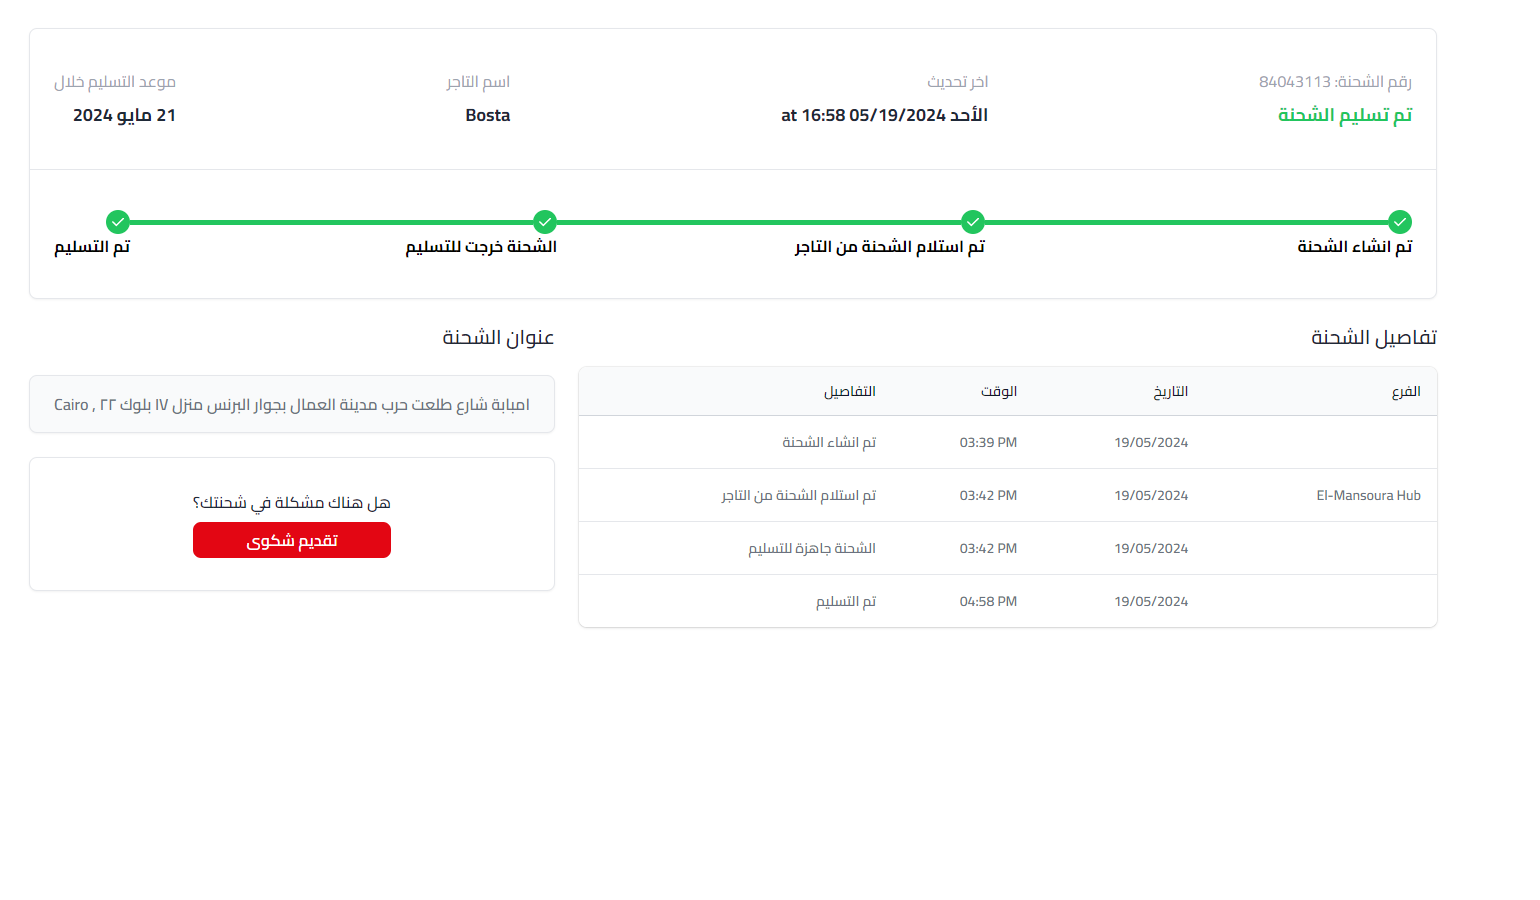 رقم الشحنة: 84043113
تم تسليم الشحنة
اخر تحديث
الأحد 05/19/2024 at 16:58
اسم التاجر
Bosta
موعد التسليم خلال
21 مايو 2024
تم انشاء الشحنة
تم استلام الشحنة من التاجر
الشحنة خرجت للتسليم
تم التسليم
تفاصيل الشحنة
الفرع التاريخ الوقت التفاصيل
19/05/2024 03:39 PM تم انشاء الشحنة
El-Mansoura Hub 19/05/2024 03:42 PM تم استلام الشحنة من التاجر
19/05/2024 03:42 PM الشحنة جاهزة للتسليم
19/05/2024 04:58 PM تم التسليم
عنوان الشحنة
امبابة شارع طلعت حرب مدينة العمال بجوار البرنس منزل ١٧ بلوك ٢٢ , Cairo
هل هناك مشكلة في شحنتك؟
تقديم شكوى